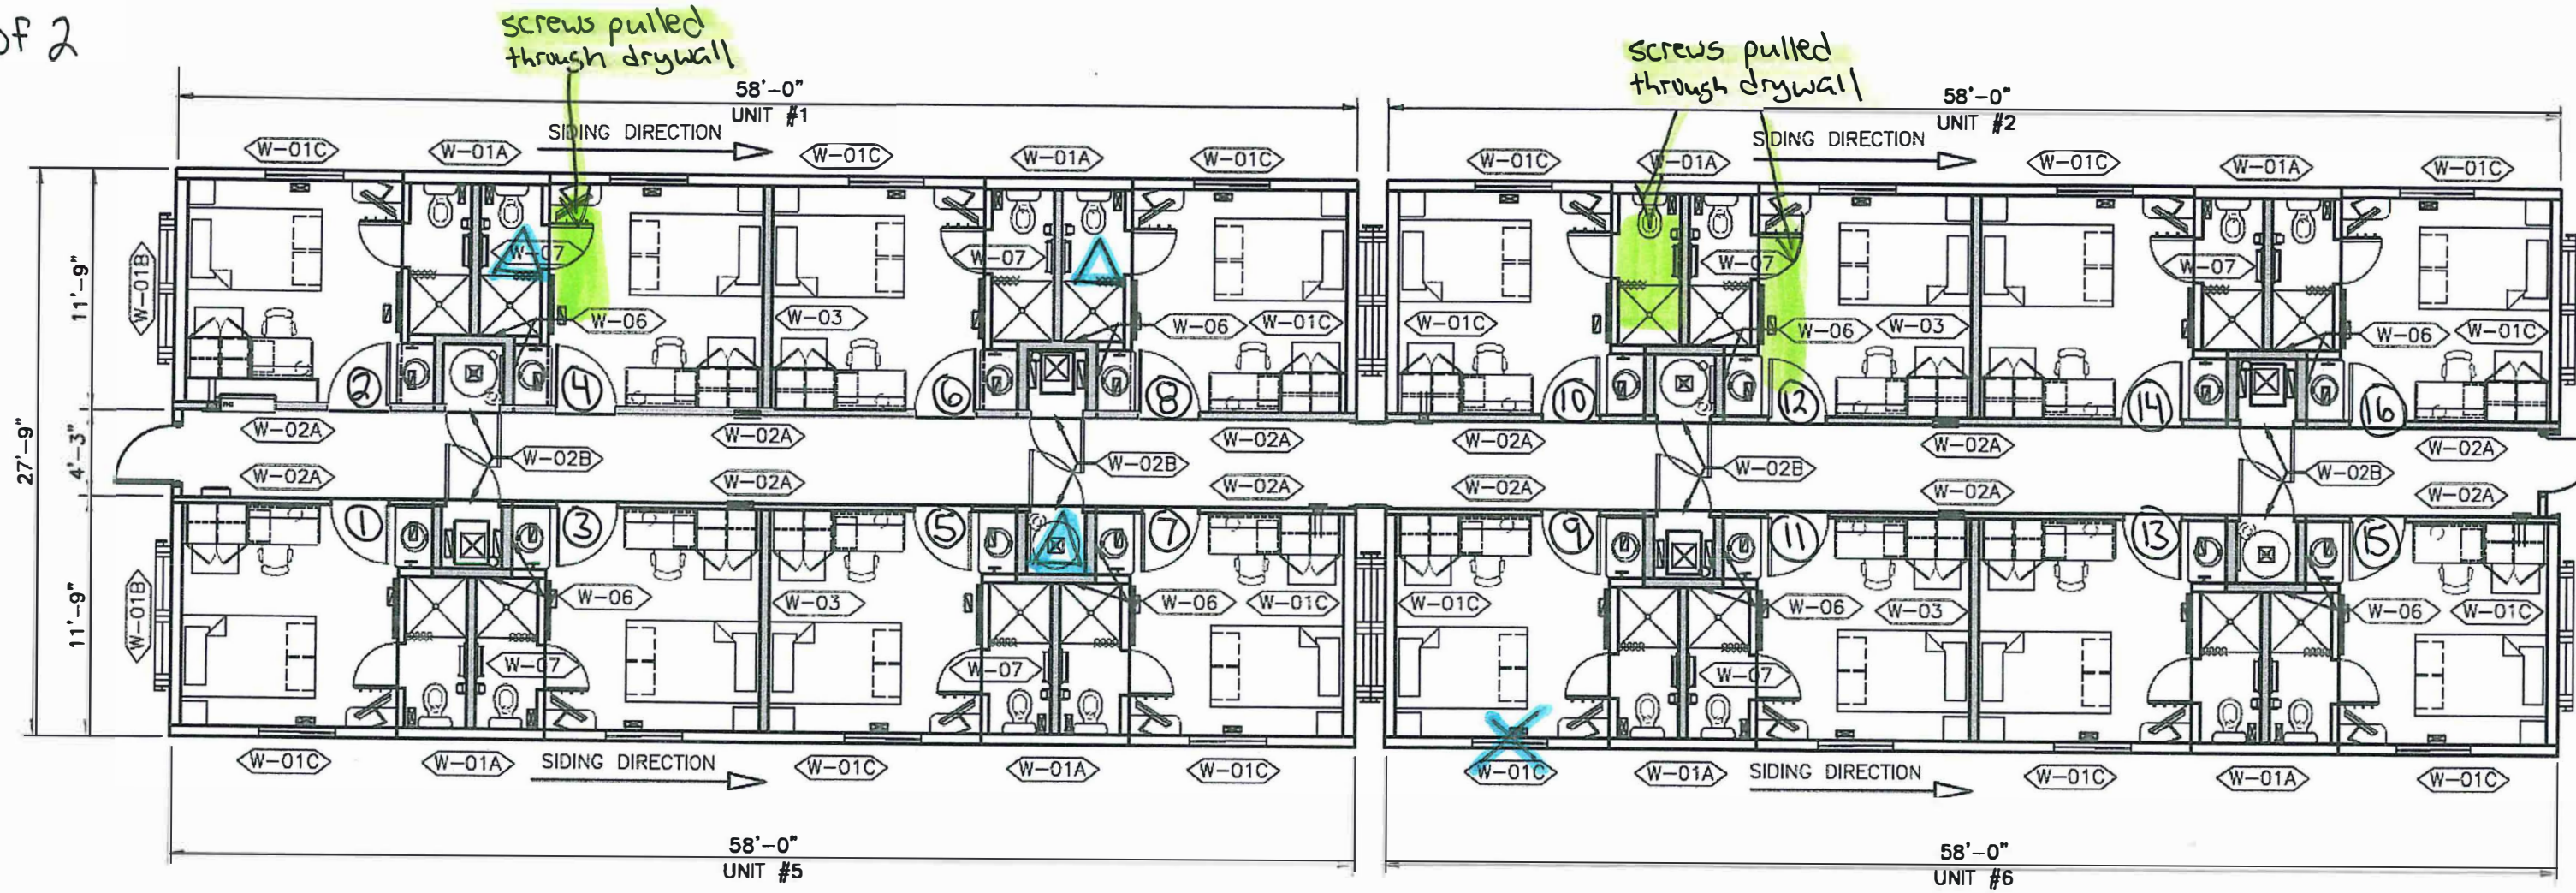 of 2
screws pulled
through drywall
screws pulled
through drywall
58'-0"
UNIT #1
58'-0"
UNIT #2
SIDING DIRECTION
SIDING DIRECTION
W-01C W-01A W-01C W-01A W-01C W-01C W-01A W-01C W-01A W-01C
W-01B
11'-9"
W-07 W-07 W-07 W-07
W-06 W-03 W-06 W-01C W-01C W-06 W-03 W-06 W-01C
2 4 6 8 10 12 14 16
27'-9"
4'-3"
W-02A W-02A W-02A W-02A W-02A W-02A
W-02B W-02B W-02B W-02B
W-02A W-02A W-02A W-02A W-02A W-02A
1 3 5 7 9 11 13 15
W-01B
11'-9"
W-06 W-03 W-06 W-01C W-01C W-06 W-03 W-06 W-01C
W-07 W-07 W-07
W-01C W-01A SIDING DIRECTION W-01C W-01A W-01C W-01C W-01A SIDING DIRECTION W-01C W-01A W-01C
58'-0"
UNIT #5
58'-0"
UNIT #6